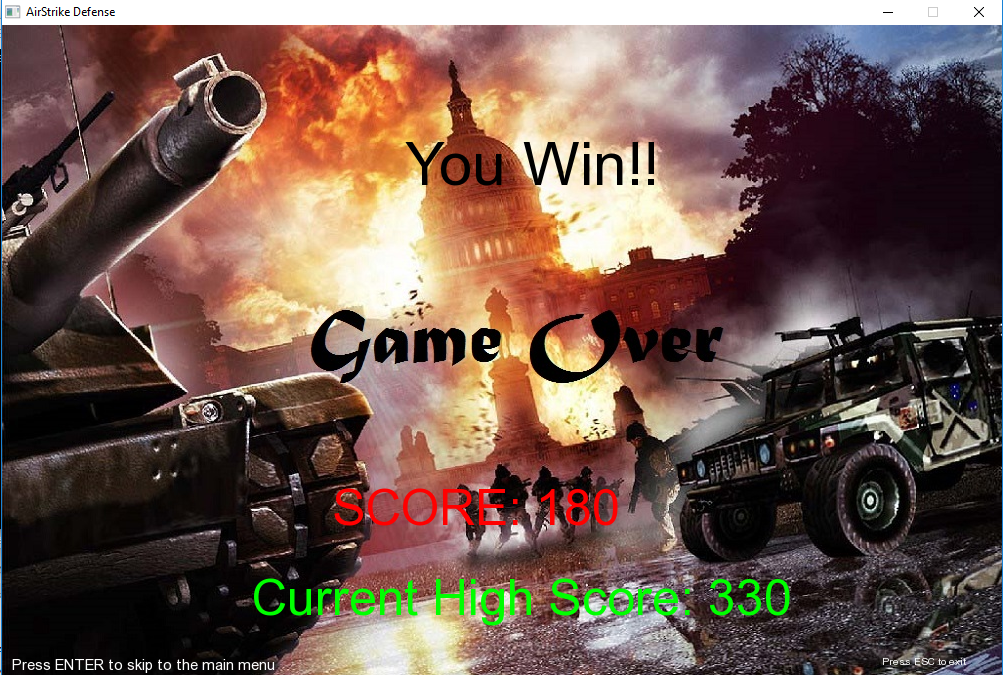 AirStrike Defense
You Win!!
Game Over
SCORE: 180
Current High Score: 330
Press ENTER to skip to the main menu
Press ESC to exit